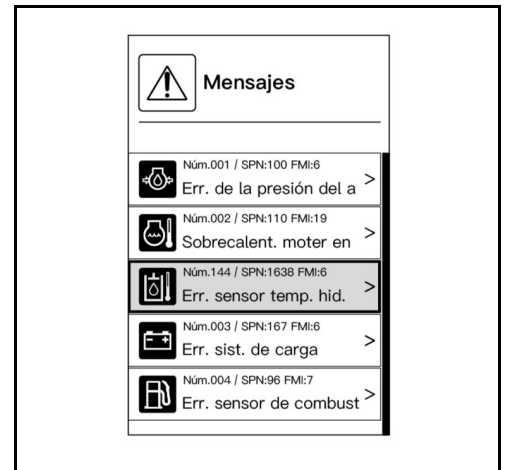 Mensajes
Núm.001 / SPN:100 FMI:6
Err. de la presión del a >
Núm.002 / SPN:110 FMI:19
Sobrecalent. moter en >
Núm.144 / SPN:1638 FMI:6
Err. sensor temp. hid. >
Núm.003 / SPN:167 FMI:6
Err. sist. de carga >
Núm.004 / SPN:96 FMI:7
Err. sensor de combust >